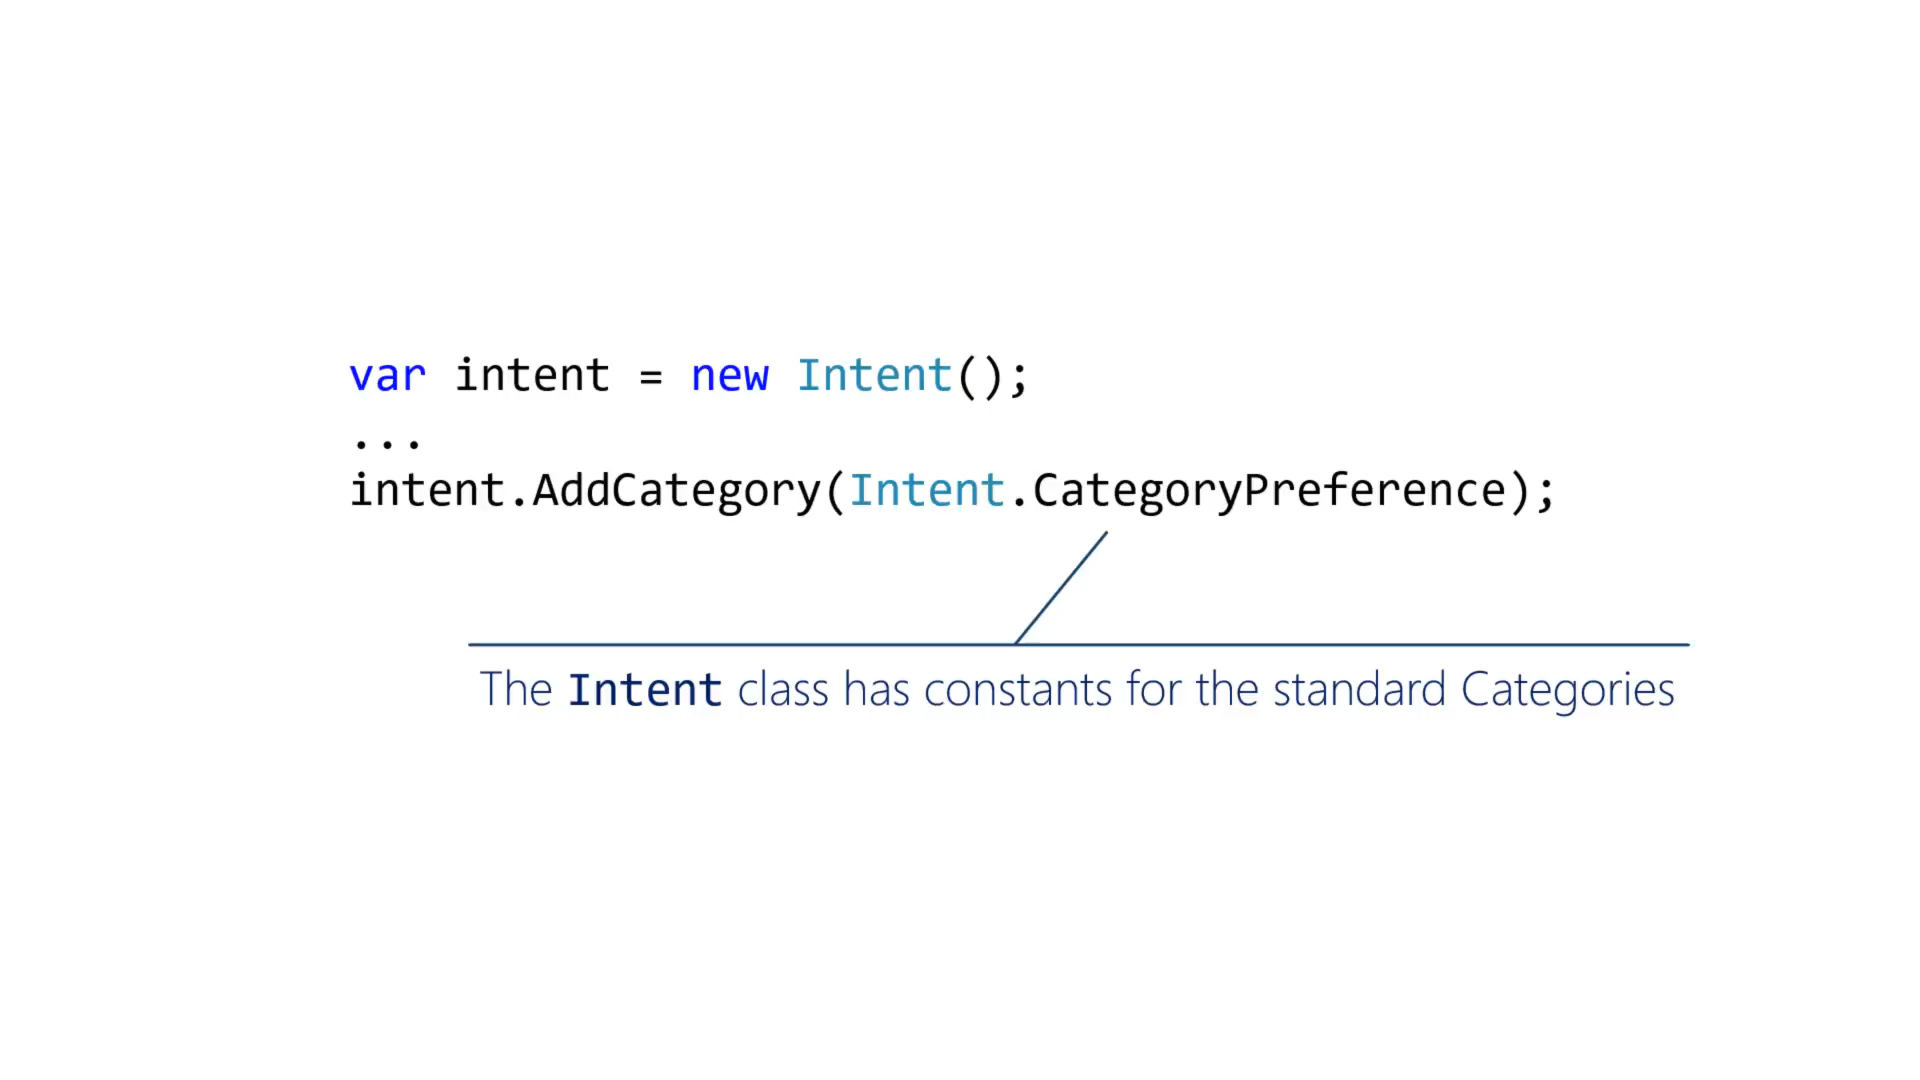 var intent = new Intent();
...
intent.AddCategory(Intent.CategoryPreference);
The Intent class has constants for the standard Categories